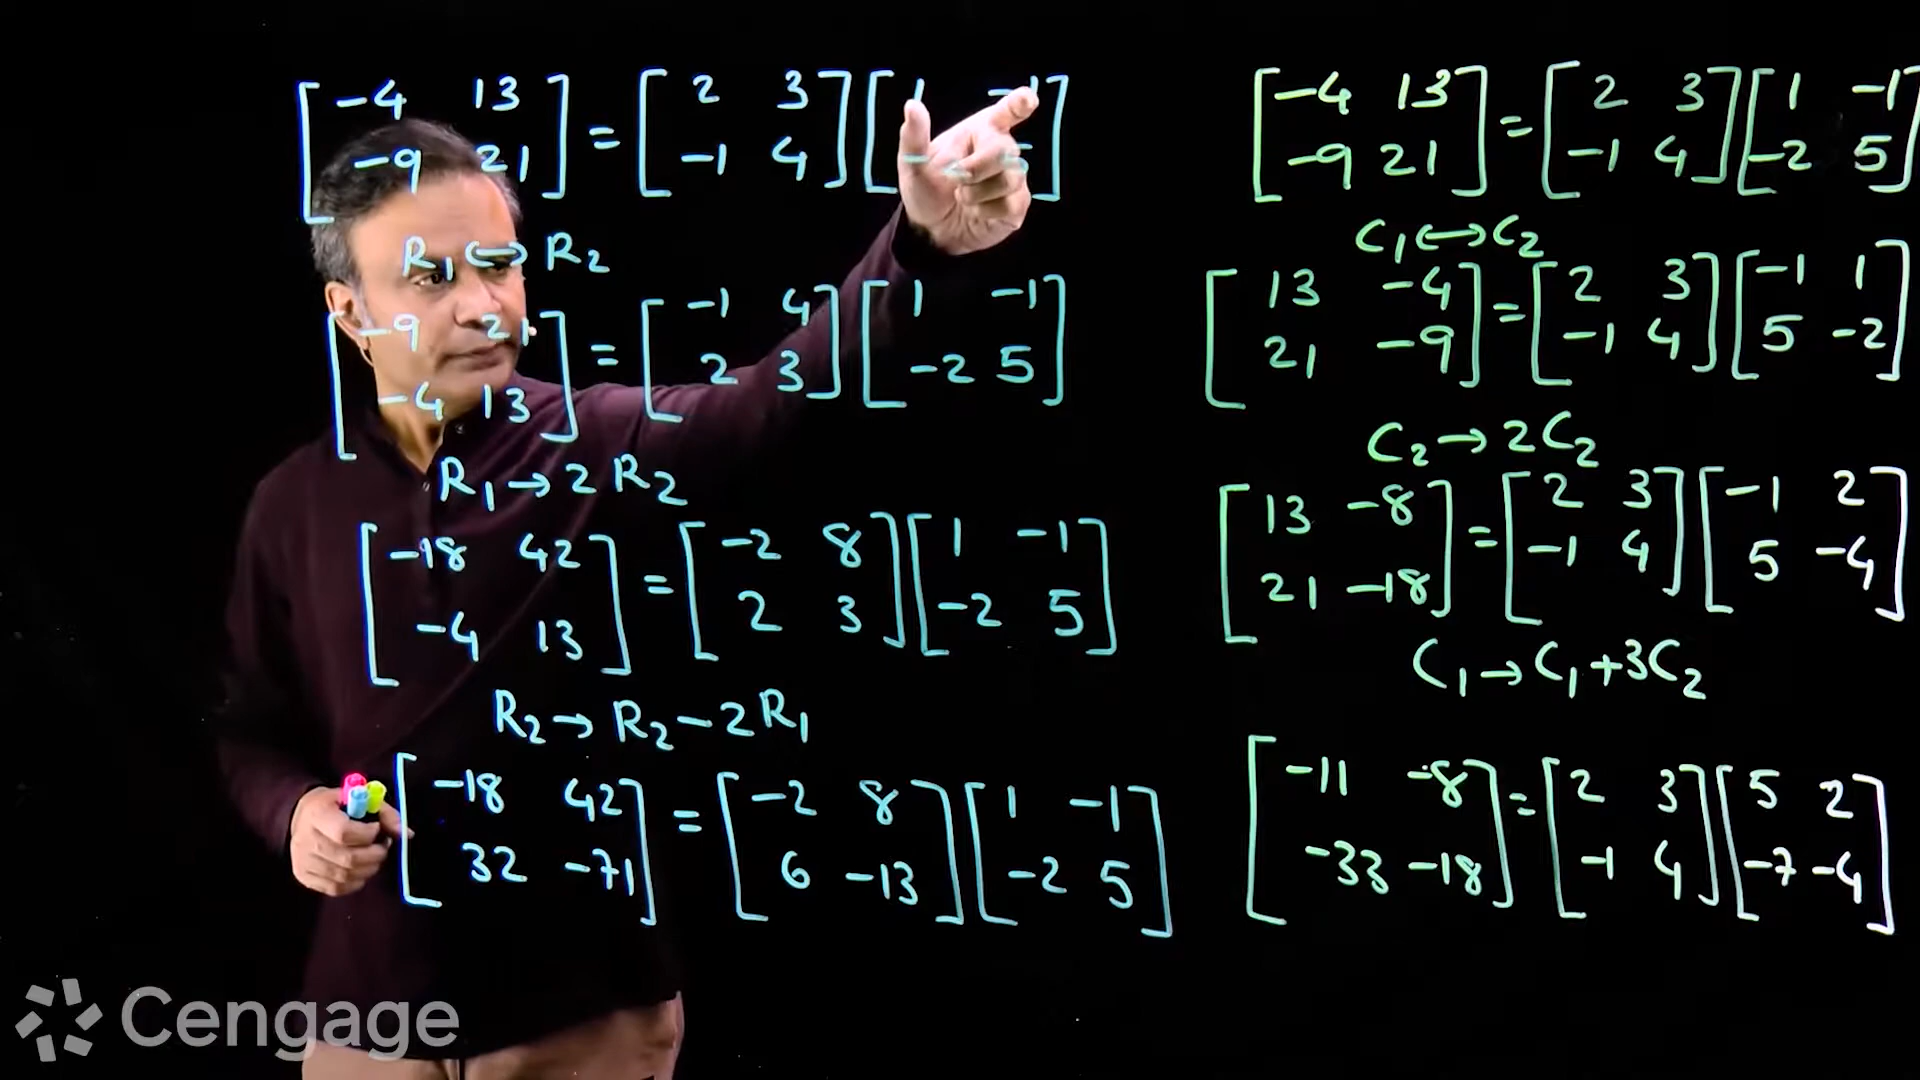 [-4 13] = [2 3][1 -1]
[-9 21] [-1 4][-2 5]
R1 ↔ R2
[-9 21] = [-1 4][1 -1]
[-4 13] [2 3][-2 5]
R1 → 2 R2
[-18 42] = [-2 8][1 -1]
[-4 13] [2 3][-2 5]
R2 → R2 - 2R1
[-18 42] = [-2 8][1 -1]
[32 -71] [6 -13][-2 5]
[-4 13] = [2 3][1 -1]
[-9 21] [-1 4][-2 5]
C1 ↔ C2
[13 -4] = [2 3][-1 1]
[21 -9] [-1 4][5 -2]
C2 → 2C2
[13 -8] = [2 3][-1 2]
[21 -18] [-1 4][5 -4]
C1 → C1 + 3C2
[-11 -8] = [2 3][5 2]
[-33 -18] [-1 4][-7 -4]
Cengage